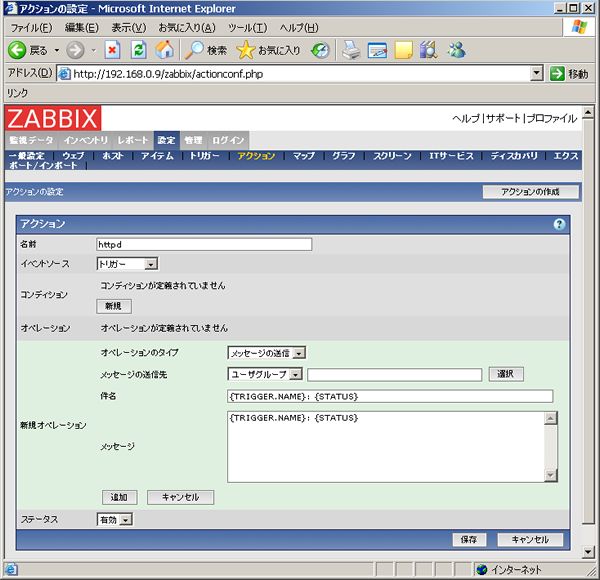 アクションの設定 - Microsoft Internet Explorer
ファイル(F) 編集(E) 表示(V) お気に入り(A) ツール(T) ヘルプ(H)
戻る 検索 お気に入り
アドレス(D) http://192.168.0.9/zabbix/actionconf.php 移動
リンク
ZABBIX ヘルプ|サポート|プロファイル
監視データ インベントリ レポート 設定 管理 ログイン
一般設定 | ウェブ | ホスト | アイテム | トリガー | アクション | マップ | グラフ | スクリーン | ITサービス | ディスカバリ | エクス
ポート/インポート |
アクションの設定 アクションの作成
アクション ?
名前 httpd
イベントソース トリガー
コンディション コンディションが定義されていません
新規
オペレーション オペレーションが定義されていません
新規オペレーション
オペレーションのタイプ メッセージの送信
メッセージの送信先 ユーザグループ 選択
件名 {TRIGGER.NAME}: {STATUS}
メッセージ {TRIGGER.NAME}: {STATUS}
追加 キャンセル
ステータス 有効
保存 キャンセル
インターネット